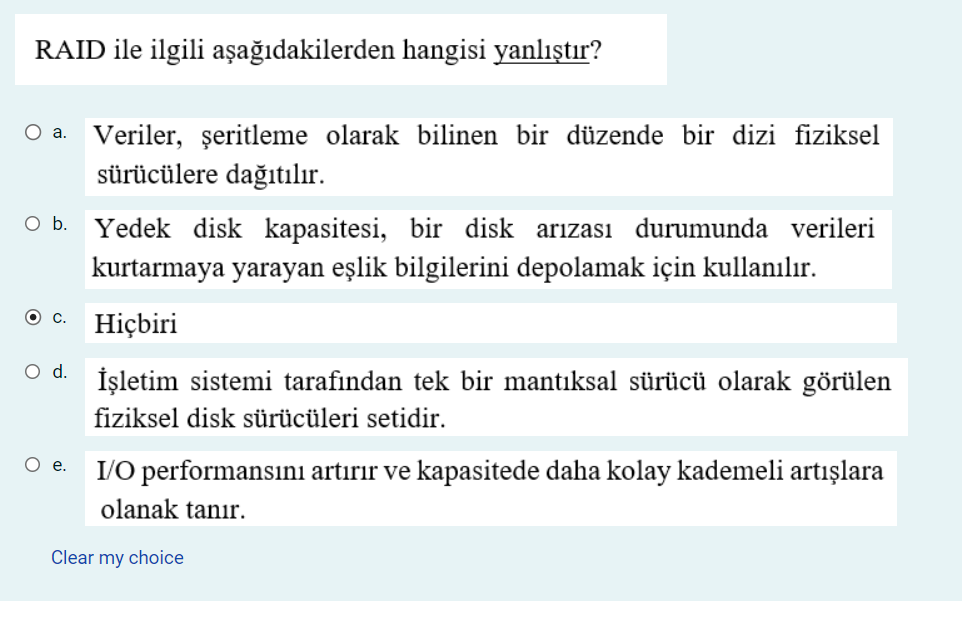 RAID ile ilgili aşağıdakilerden hangisi yanlıştır?
a. Veriler, şeritleme olarak bilinen bir düzende bir dizi fiziksel
sürücülere dağıtılır.
b. Yedek disk kapasitesi, bir disk arızası durumunda verileri
kurtarmaya yarayan eşlik bilgilerini depolamak için kullanılır.
c. Hiçbiri
d. İşletim sistemi tarafından tek bir mantıksal sürücü olarak görülen
fiziksel disk sürücüleri setidir.
e. I/O performansını artırır ve kapasitede daha kolay kademeli artışlara
olanak tanır.
Clear my choice